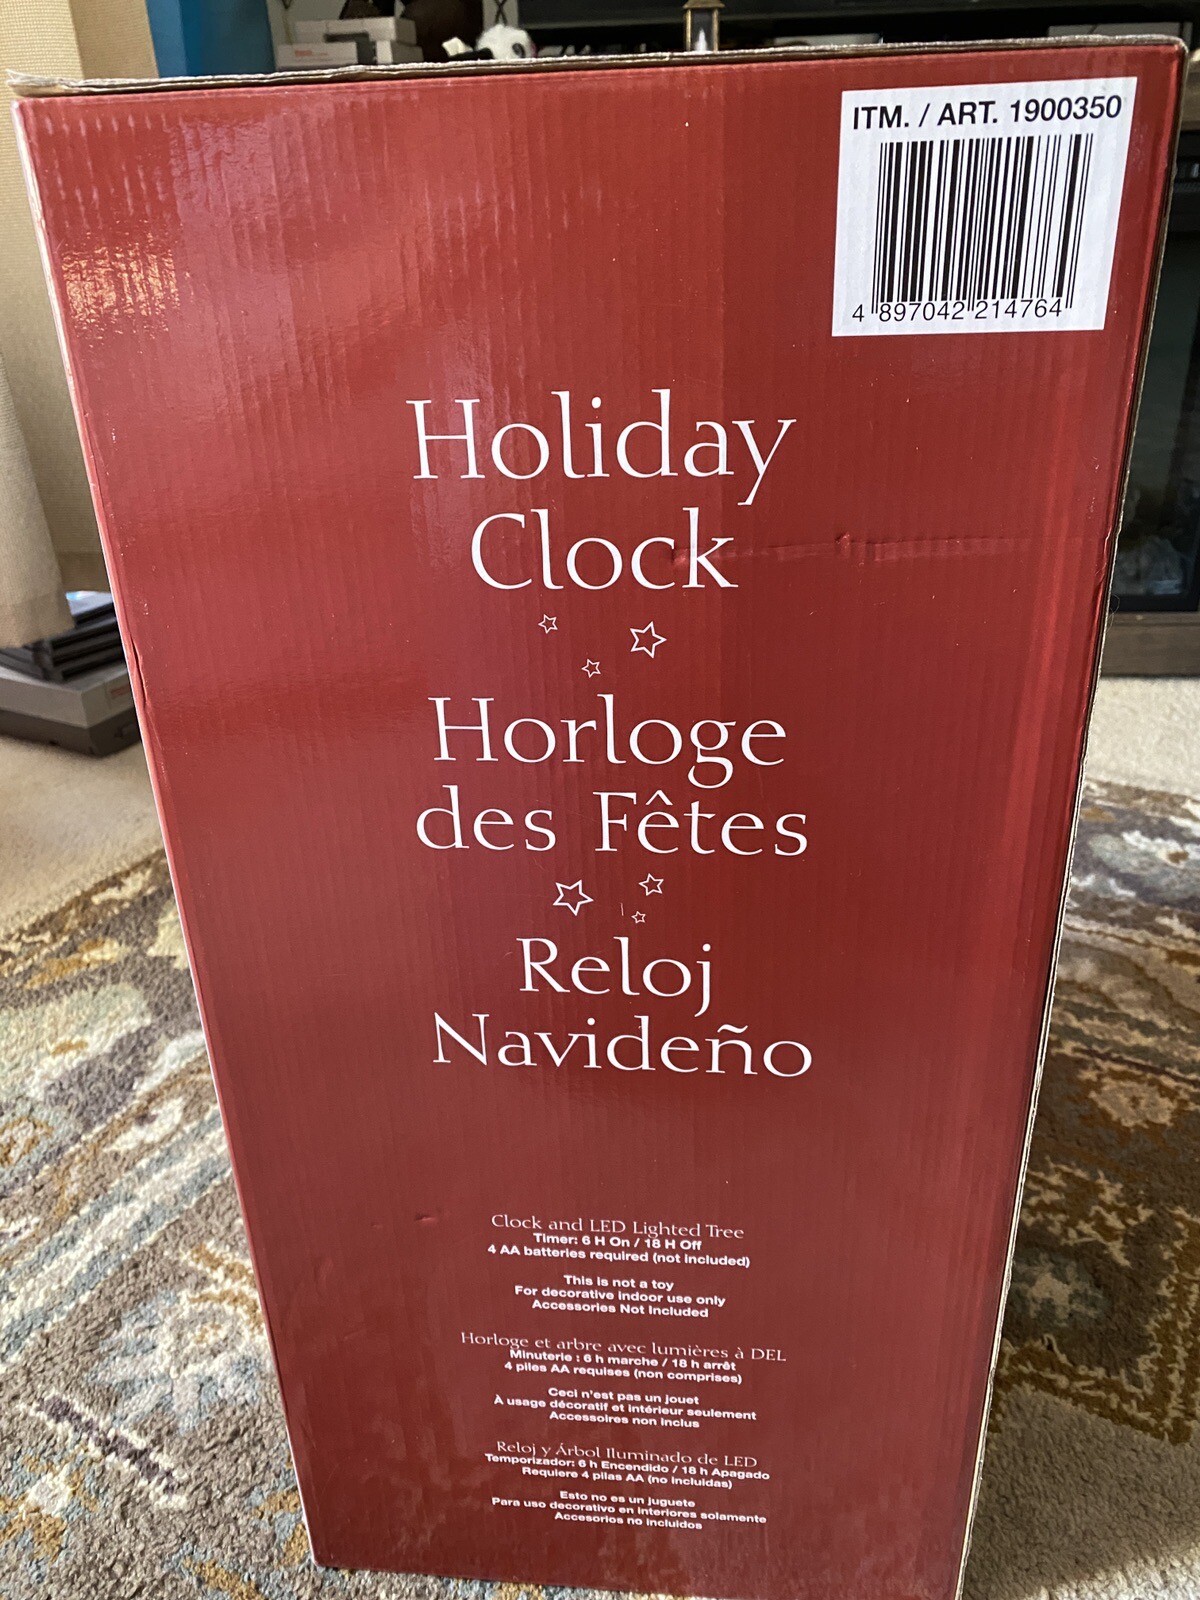 ITM. / ART. 1900350
4 897042 214764
Holiday
Clock
Horloge
des Fêtes
Reloj
Navideño
Clock and LED Lighted Tree
Timer: 6 H On / 18 H Off
4 AA batteries required (not included)
This is not a toy
For decorative indoor use only
Accessories Not Included
Horloge et arbre avec lumières à DEL
Minuterie : 6 h marche / 18 h arrêt
4 piles AA requises (non comprises)
Ceci n'est pas un jouet
À usage décoratif et intérieur seulement
Accessoires non inclus
Reloj y Árbol Iluminado de LED
Temporizador: 6 h Encendido / 18 h Apagado
Requiere 4 pilas AA (no incluidas)
Esto no es un juguete
Para uso decorativo en interiores solamente
Accesorios no incluidos